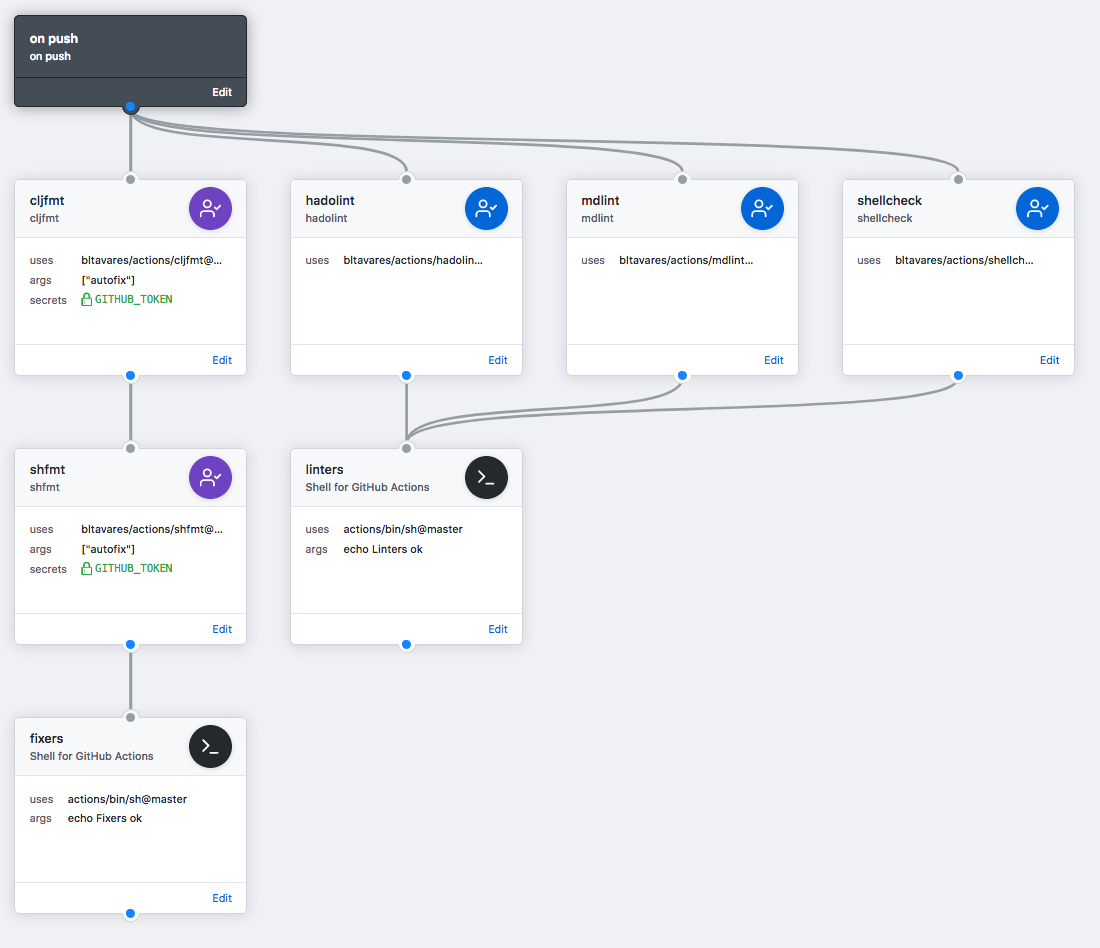 on push
on push
Edit
cljfmt
cljfmt
uses bltavares/actions/cljfmt@...
args ["autofix"]
secrets GITHUB_TOKEN
Edit
hadolint
hadolint
uses bltavares/actions/hadolin...
Edit
mdlint
mdlint
uses bltavares/actions/mdlint...
Edit
shellcheck
shellcheck
uses bltavares/actions/shellch...
Edit
shfmt
shfmt
uses bltavares/actions/shfmt@...
args ["autofix"]
secrets GITHUB_TOKEN
Edit
linters
Shell for GitHub Actions
uses actions/bin/sh@master
args echo Linters ok
Edit
fixers
Shell for GitHub Actions
uses actions/bin/sh@master
args echo Fixers ok
Edit